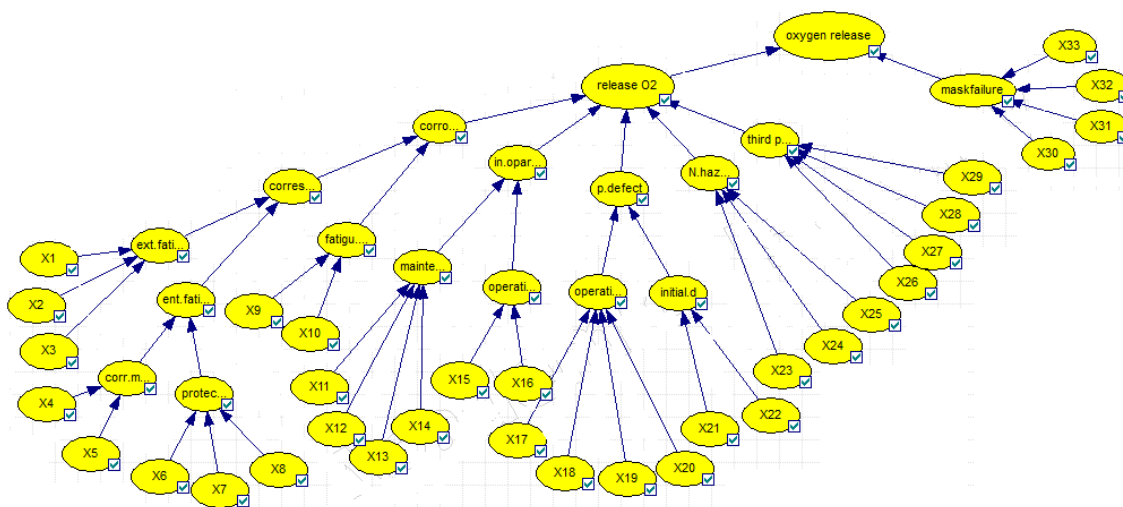 oxygen release
X33
release O2
maskfailure
X32
corro...
X31
third p...
X30
in.opar...
N.haz...
X29
corres...
p.defect
X28
ext.fati...
fatigu....
X27
X1
mainte...
X26
X2
ent.fati...
operati...
operati...
initial.d
X25
X9
X10
X24
X3
corr.m...
X11
X15
X16
X23
X4
protec...
X12
X14
X22
X5
X13
X17
X21
X6
X7
X8
X18
X19
X20